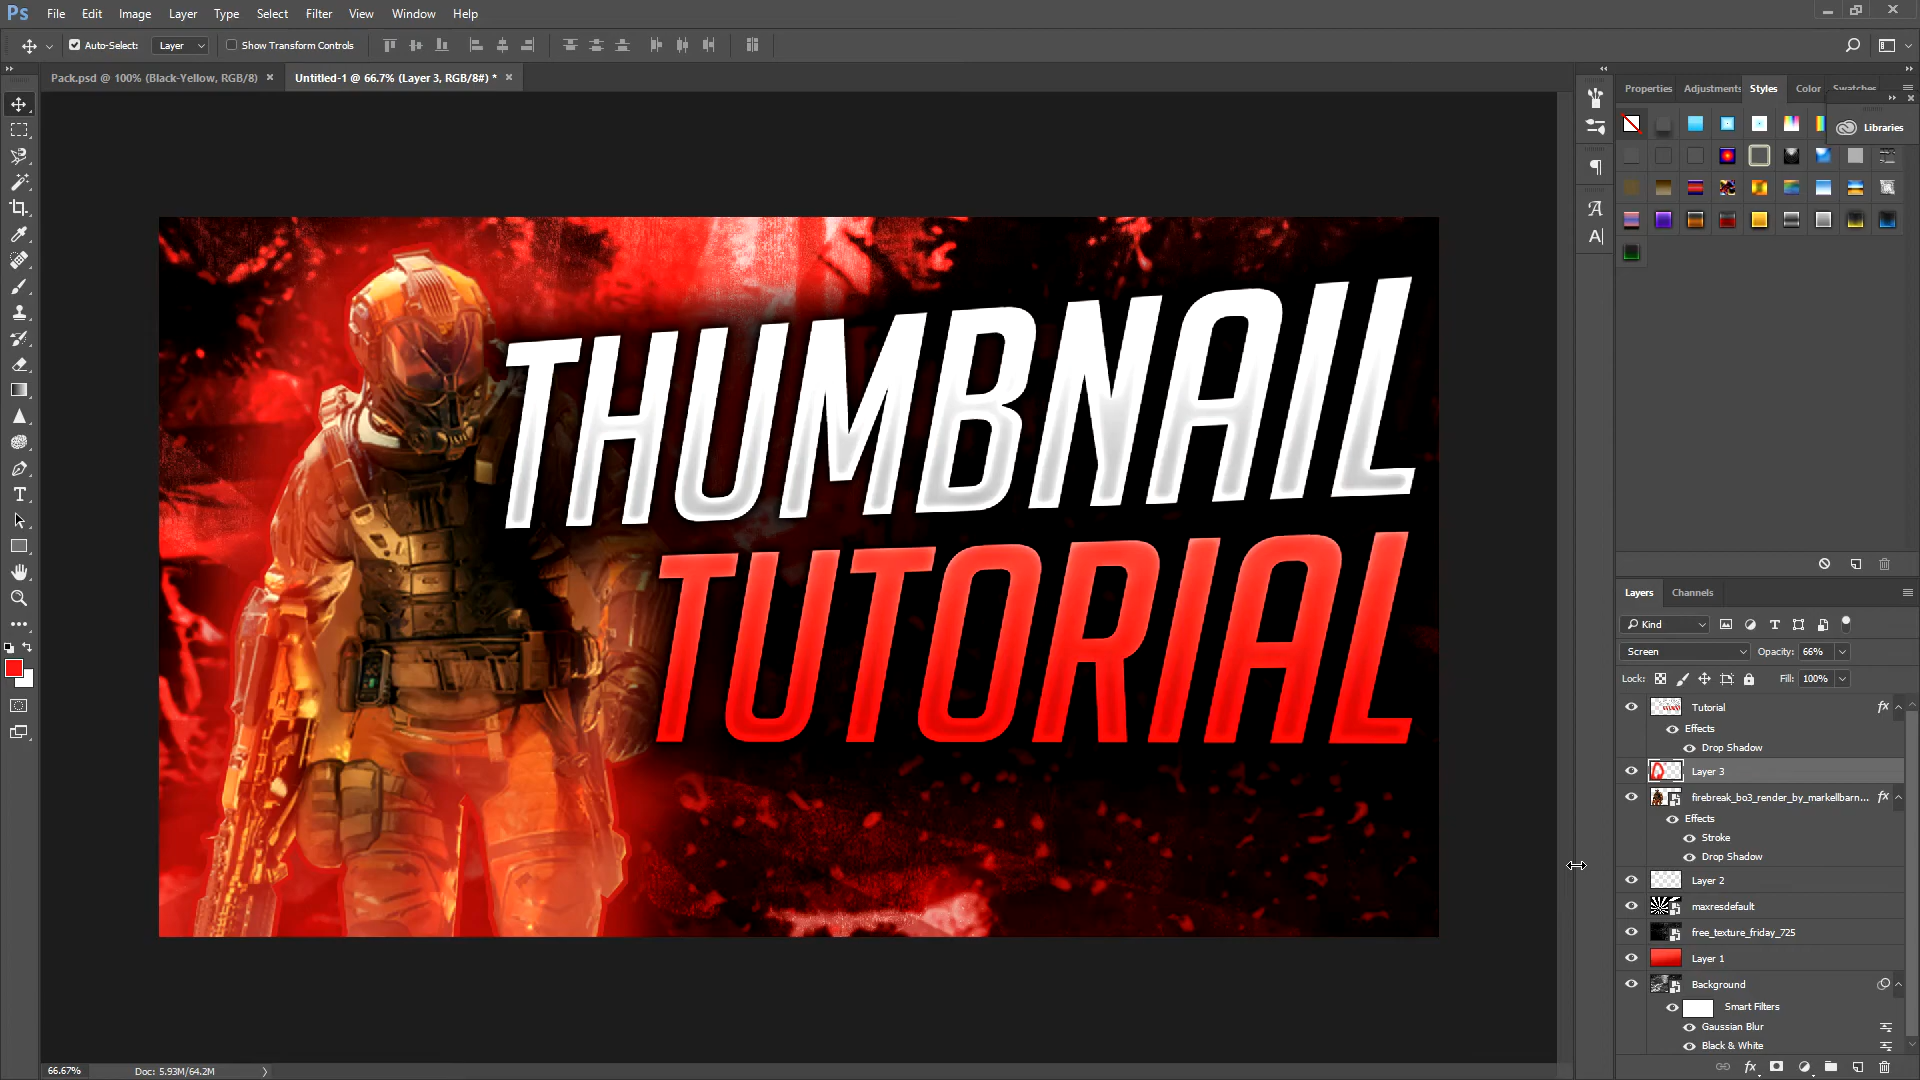 Ps File Edit Image Layer Type Select Filter View Window Help
Auto-Select: Layer Show Transform Controls
Pack.psd @ 100% (Black-Yellow, RGB/8) × Untitled-1 @ 66.7% (Layer 3, RGB/8#) * ×
Properties Adjustments Styles Color Swatches
Libraries
THUMBNAIL
TUTORIAL
Layers Channels
Kind
Screen Opacity: 66%
Lock: Fill: 100%
Tutorial fx
Effects
Drop Shadow
Layer 3
firebreak_bo3_render_by_markellbarn... fx
Effects
Stroke
Drop Shadow
Layer 2
maxresdefault
free_texture_friday_725
Layer 1
Background
Smart Filters
Gaussian Blur
Black & White
66.67% Doc: 5.93M/64.2M
fx